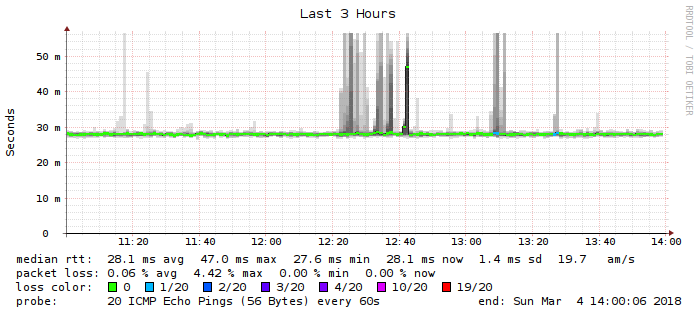 Last 3 Hours
RRDTOOL / TOBI OETIKER
Seconds
50 m
40 m
30 m
20 m
10 m
0
11:20 11:40 12:00 12:20 12:40 13:00 13:20 13:40 14:00
median rtt: 28.1 ms avg 47.0 ms max 27.6 ms min 28.1 ms now 1.4 ms sd 19.7 am/s
packet loss: 0.06 % avg 4.42 % max 0.00 % min 0.00 % now
loss color: 0 1/20 2/20 3/20 4/20 10/20 19/20
probe: 20 ICMP Echo Pings (56 Bytes) every 60s end: Sun Mar 4 14:00:06 2018